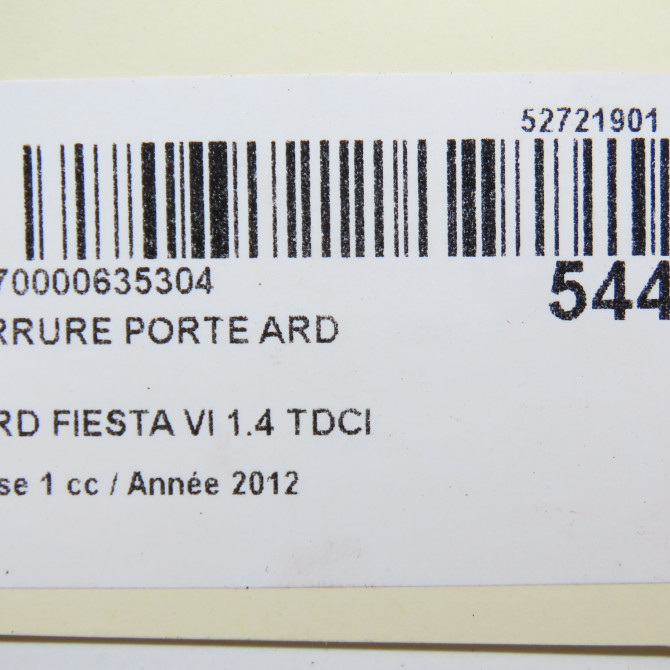 52721901
70000635304
544
RRURE PORTE ARD
RD FIESTA VI 1.4 TDCI
se 1 cc / Année 2012